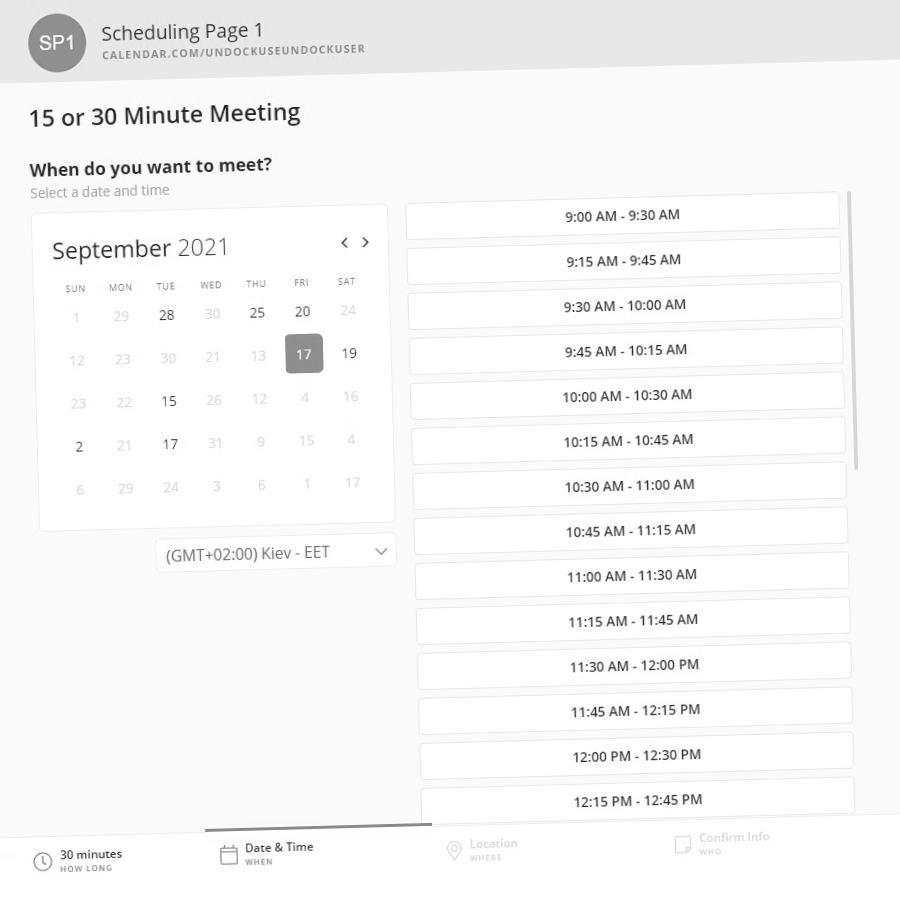 SP1
Scheduling Page 1
CALENDAR.COM/UNDOCKUSEUNDOCKUSER
15 or 30 Minute Meeting
When do you want to meet?
Select a date and time
September 2021
SUN MON TUE WED THU FRI SAT
1 29 28 30 25 20 24
12 23 30 21 13 17 19
23 22 15 26 12 4 16
2 21 17 31 9 15 4
6 29 24 3 6 1 17
(GMT+02:00) Kiev - EET
9:00 AM - 9:30 AM
9:15 AM - 9:45 AM
9:30 AM - 10:00 AM
9:45 AM - 10:15 AM
10:00 AM - 10:30 AM
10:15 AM - 10:45 AM
10:30 AM - 11:00 AM
10:45 AM - 11:15 AM
11:00 AM - 11:30 AM
11:15 AM - 11:45 AM
11:30 AM - 12:00 PM
11:45 AM - 12:15 PM
12:00 PM - 12:30 PM
12:15 PM - 12:45 PM
30 minutes
HOW LONG
Date & Time
WHEN
Location
WHERE
Confirm Info
WHO